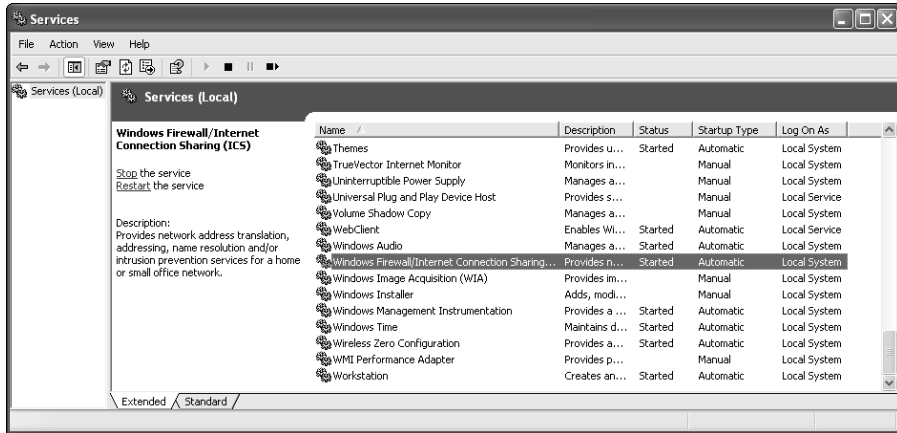 Services
File Action View Help
Services (Local)
Services (Local)
Windows Firewall/Internet
Connection Sharing (ICS)
Stop the service
Restart the service
Description:
Provides network address translation,
addressing, name resolution and/or
intrusion prevention services for a home
or small office network.
Name Description Status Startup Type Log On As
Themes Provides u... Started Automatic Local System
TrueVector Internet Monitor Monitors in... Manual Local System
Uninterruptible Power Supply Manages a... Manual Local System
Universal Plug and Play Device Host Provides s... Manual Local Service
Volume Shadow Copy Manages a... Manual Local System
WebClient Enables Wi... Started Automatic Local Service
Windows Audio Manages a... Started Automatic Local System
Windows Firewall/Internet Connection Sharing... Provides n... Started Automatic Local System
Windows Image Acquisition (WIA) Provides im... Manual Local System
Windows Installer Adds, modi... Manual Local System
Windows Management Instrumentation Provides a ... Started Automatic Local System
Windows Time Maintains d... Started Automatic Local System
Wireless Zero Configuration Provides a... Started Automatic Local System
WMI Performance Adapter Provides p... Manual Local System
Workstation Creates an... Started Automatic Local System
Extended Standard